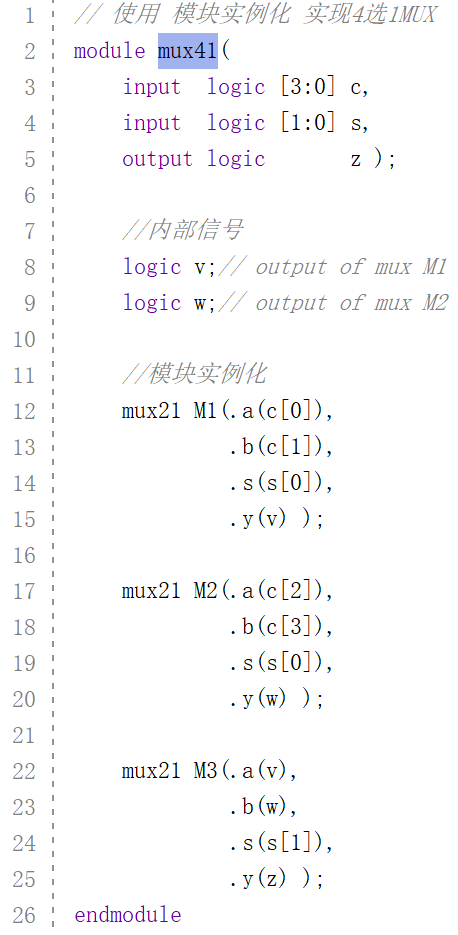 1 // 使用 模块实例化 实现4选1MUX
2 module mux41(
3     input  logic [3:0] c,
4     input  logic [1:0] s,
5     output logic       z );
6
7     //内部信号
8     logic v;// output of mux M1
9     logic w;// output of mux M2
10
11     //模块实例化
12     mux21 M1(.a(c[0]),
13              .b(c[1]),
14              .s(s[0]),
15              .y(v) );
16
17     mux21 M2(.a(c[2]),
18              .b(c[3]),
19              .s(s[0]),
20              .y(w) );
21
22     mux21 M3(.a(v),
23              .b(w),
24              .s(s[1]),
25              .y(z) );
26 endmodule